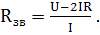 Rзв = U−2IR / I .